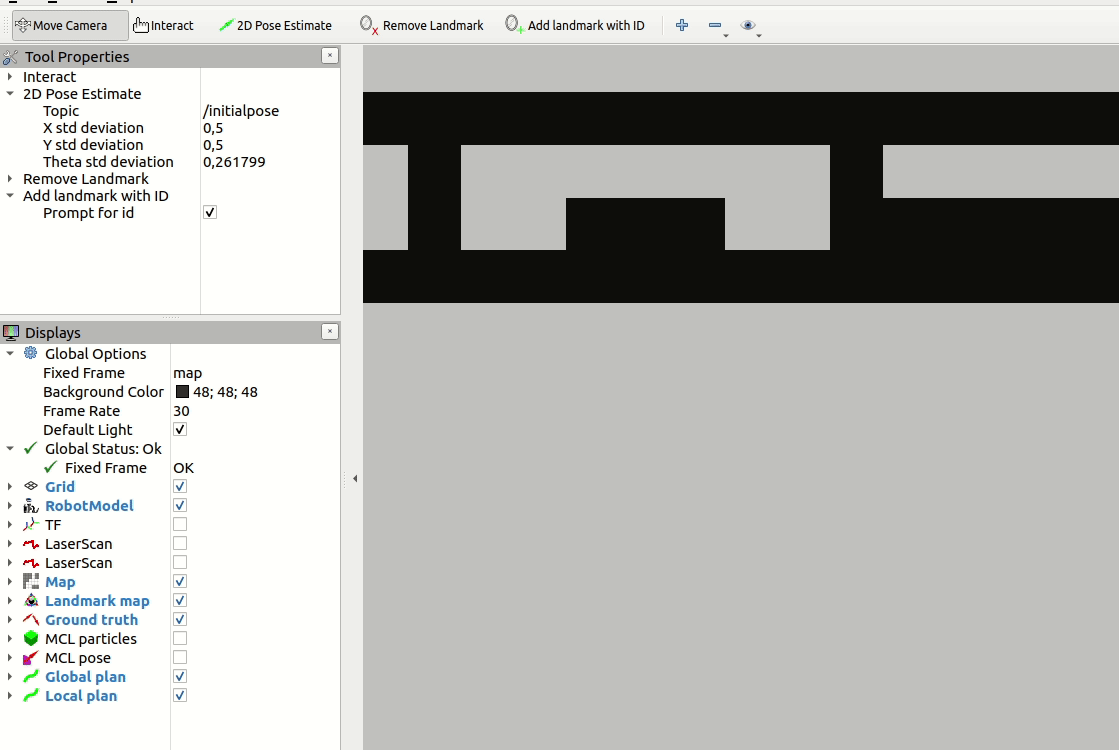 Move Camera Interact 2D Pose Estimate Remove Landmark Add landmark with ID
Tool Properties
Interact
2D Pose Estimate
Topic /initialpose
X std deviation 0,5
Y std deviation 0,5
Theta std deviation 0,261799
Remove Landmark
Add landmark with ID
Prompt for id
Displays
Global Options
Fixed Frame map
Background Color 48; 48; 48
Frame Rate 30
Default Light
Global Status: Ok
Fixed Frame OK
Grid
RobotModel
TF
LaserScan
LaserScan
Map
Landmark map
Ground truth
MCL particles
MCL pose
Global plan
Local plan